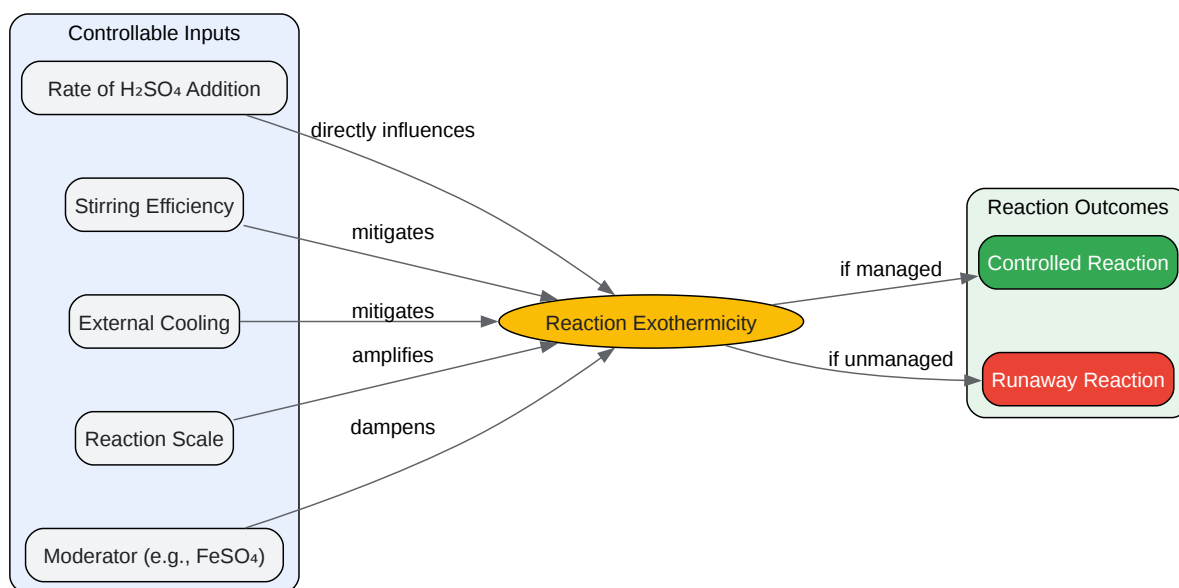 Controllable Inputs
Rate of H₂SO₄ Addition
directly influences
Stirring Efficiency
mitigates
External Cooling
mitigates
Reaction Scale
amplifies
Moderator (e.g., FeSO₄)
dampens
Reaction Exothermicity
if managed
if unmanaged
Reaction Outcomes
Controlled Reaction
Runaway Reaction